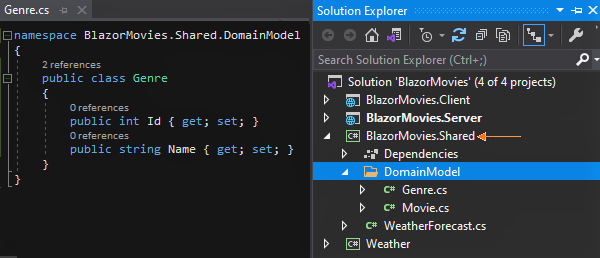 Genre.cs
namespace BlazorMovies.Shared.DomainModel
{
2 references
public class Genre
{
0 references
public int Id { get; set; }
0 references
public string Name { get; set; }
}
}
Solution Explorer
Search Solution Explorer (Ctrl+;)
Solution 'BlazorMovies' (4 of 4 projects)
BlazorMovies.Client
BlazorMovies.Server
C# BlazorMovies.Shared
Dependencies
DomainModel
C# Genre.cs
C# Movie.cs
C# WeatherForecast.cs
C# Weather